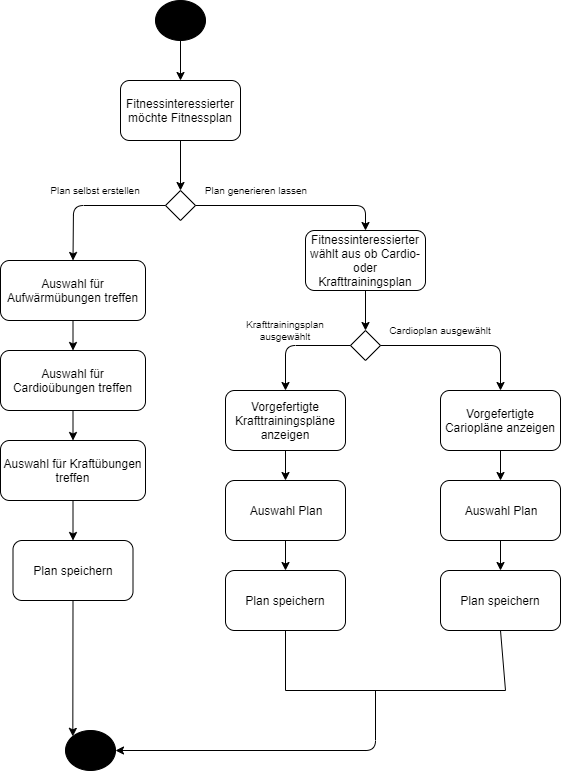 Fitnessinteressierter
möchte Fitnessplan
Plan selbst erstellen
Plan generieren lassen
Fitnessinteressierter
wählt aus ob Cardio-
oder
Krafttrainingsplan
Auswahl für
Aufwärmübungen treffen
Krafttrainingsplan
ausgewählt
Cardioplan ausgewählt
Auswahl für
Cardioübungen treffen
Vorgefertigte
Krafttrainingspläne
anzeigen
Vorgefertigte
Cariopläne anzeigen
Auswahl für Kraftübungen
treffen
Auswahl Plan
Auswahl Plan
Plan speichern
Plan speichern
Plan speichern